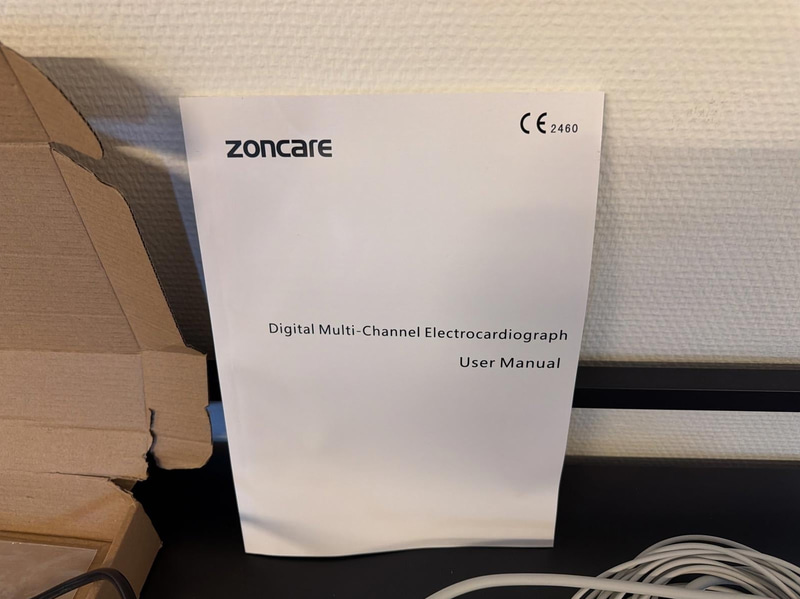 zoncare
CE 2460
Digital Multi-Channel Electrocardiograph
User Manual